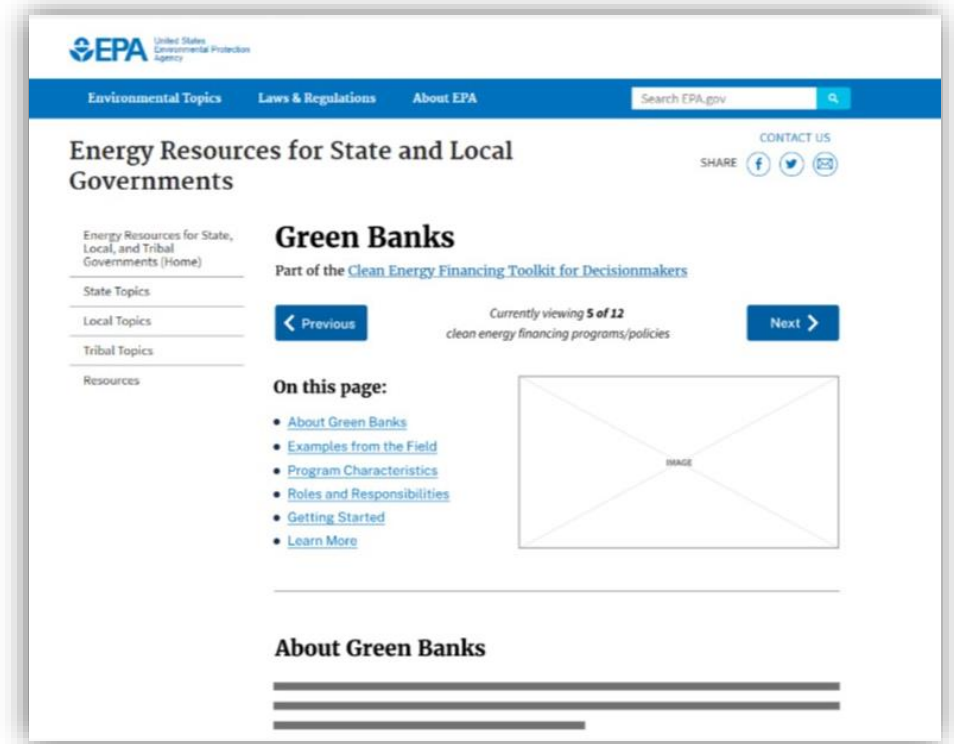 EPA
United States
Environmental Protection
Agency
Environmental Topics
Laws & Regulations
About EPA
Search EPA.gov
Energy Resources for State and Local
Governments
CONTACT US
SHARE
Energy Resources for State,
Local, and Tribal
Governments (Home)
State Topics
Local Topics
Tribal Topics
Resources
Green Banks
Part of the Clean Energy Financing Toolkit for Decisionmakers
Previous
Currently viewing 5 of 12
clean energy financing programs/policies
Next
On this page:
About Green Banks
Examples from the Field
Program Characteristics
Roles and Responsibilities
Getting Started
Learn More
IMAGE
About Green Banks